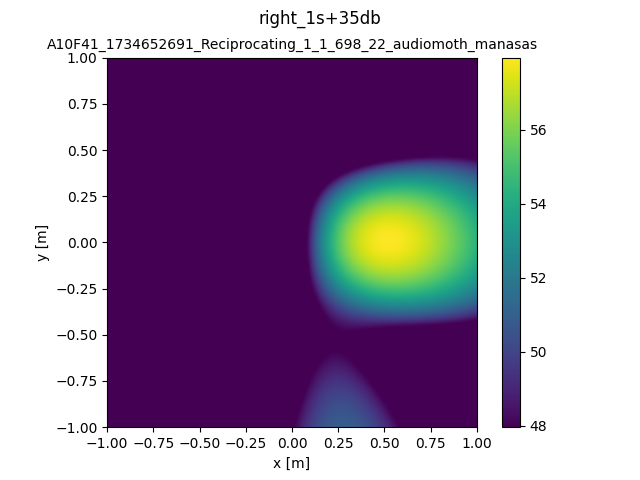 right_1s+35db
A10F41_1734652691_Reciprocating_1_1_698_22_audiomoth_manasas
1.00
0.75
0.50
0.25
0.00
−0.25
−0.50
−0.75
−1.00
y [m]
−1.00 −0.75 −0.50 −0.25 0.00 0.25 0.50 0.75 1.00
x [m]
56
54
52
50
48